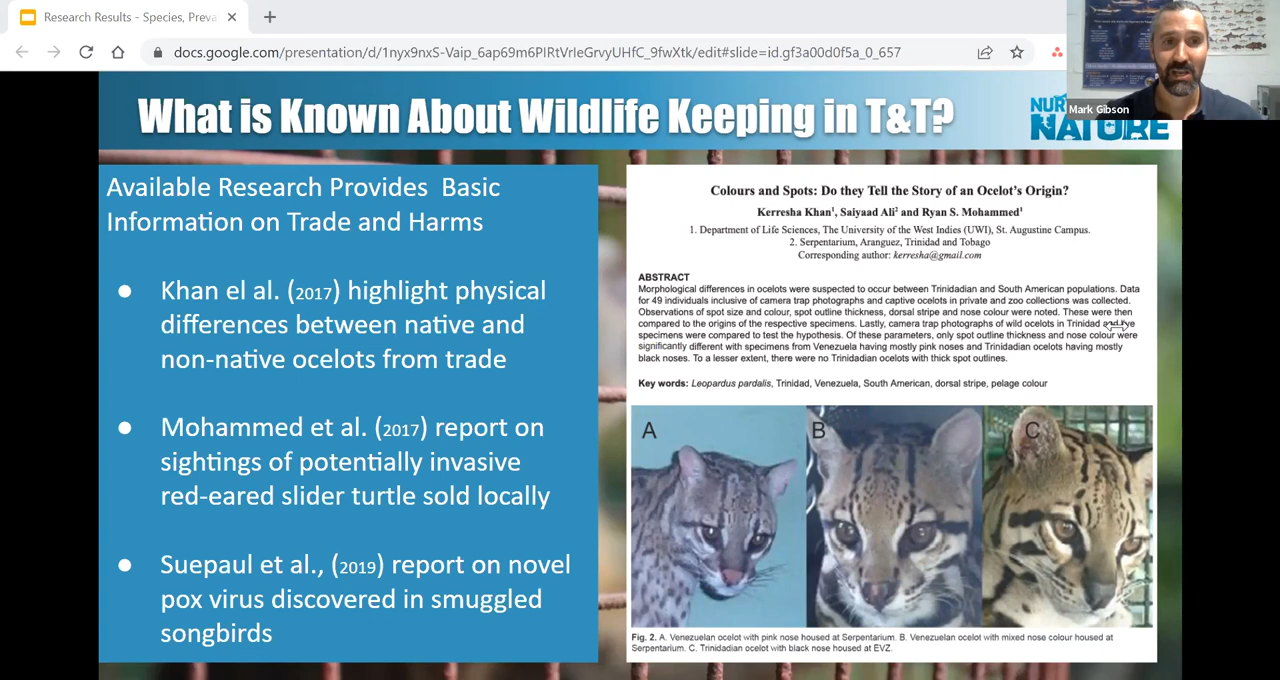 Research Results - Species, Preva
docs.google.com/presentation/d/1nyx9nxS-Vaip_6ap69m6PIRtVrIeGrvyUHfC_9fwXtk/edit#slide=id.gf3a00d0f5a_0_657
Mark Gibson
What is Known About Wildlife Keeping in T&T?
NUR
NATURE
Available Research Provides Basic
Information on Trade and Harms
● Khan el al. (2017) highlight physical
differences between native and
non-native ocelots from trade
● Mohammed et al. (2017) report on
sightings of potentially invasive
red-eared slider turtle sold locally
● Suepaul et al., (2019) report on novel
pox virus discovered in smuggled
songbirds
Colours and Spots: Do they Tell the Story of an Ocelot's Origin?
Kerresha Khan1, Saiyaad Ali2 and Ryan S. Mohammed1
1. Department of Life Sciences, The University of the West Indies (UWI), St. Augustine Campus.
2. Serpentarium, Aranguez, Trinidad and Tobago
Corresponding author: kerresha@gmail.com
ABSTRACT
Morphological differences in ocelots were suspected to occur between Trinidadian and South American populations. Data
for 49 individuals inclusive of camera trap photographs and captive ocelots in private and zoo collections was collected.
Observations of spot size and colour, spot outline thickness, dorsal stripe and nose colour were noted. These were then
compared to the origins of the respective specimens. Lastly, camera trap photographs of wild ocelots in Trinidad
specimens were compared to test the hypothesis. Of these parameters, only spot outline thickness and nose colour were
significantly different with specimens from Venezuela having mostly pink noses and Trinidadian ocelots having mostly
black noses. To a lesser extent, there were no Trinidadian ocelots with thick spot outlines.
Key words: Leopardus pardalis, Trinidad, Venezuela, South American, dorsal stripe, pelage colour
A
B
C
Fig. 2. A. Venezuelan ocelot with pink nose housed at Serpentarium. B. Venezuelan ocelot with mixed nose colour housed at
Serpentarium. C. Trinidadian ocelot with black nose housed at EVZ.